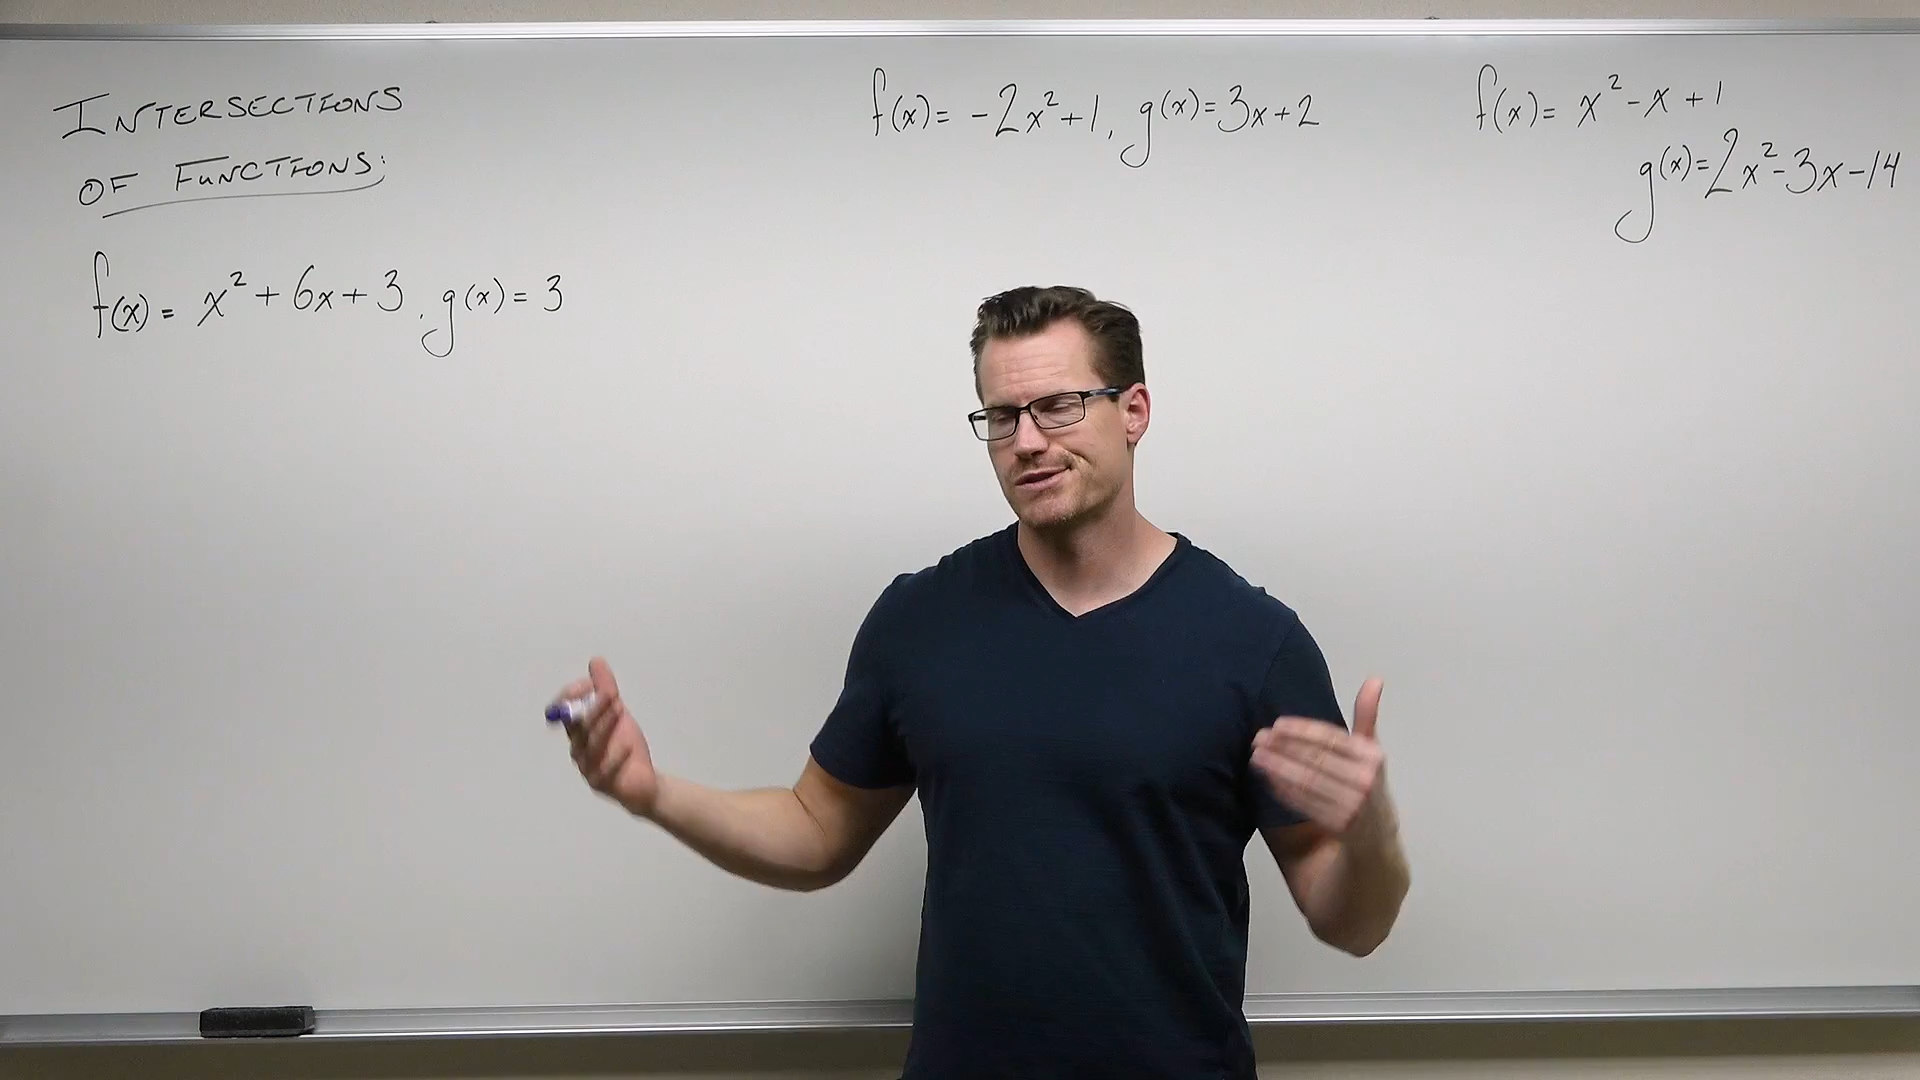 INTERSECTIONS
OF FUNCTIONS:
f(x) = x² + 6x + 3, g(x) = 3
f(x) = -2x² + 1, g(x) = 3x + 2
f(x) = x² - x + 1
g(x) = 2x² - 3x - 14